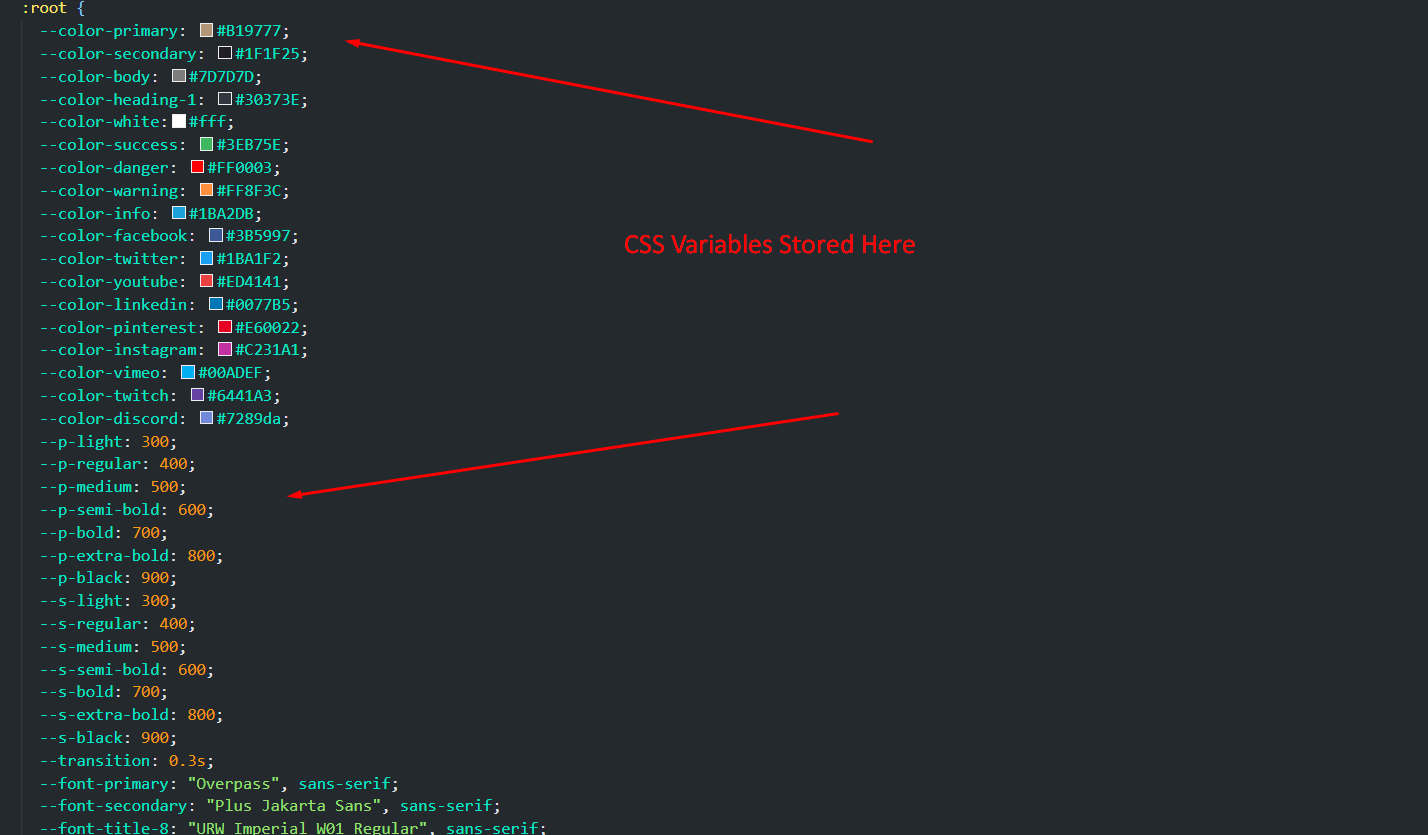 :root {
--color-primary: #B19777;
--color-secondary: #1F1F25;
--color-body: #7D7D7D;
--color-heading-1: #30373E;
--color-white: #fff;
--color-success: #3EB75E;
--color-danger: #FF0003;
--color-warning: #FF8F3C;
--color-info: #1BA2DB;
--color-facebook: #3B5997;
CSS Variables Stored Here
--color-twitter: #1BA1F2;
--color-youtube: #ED4141;
--color-linkedin: #0077B5;
--color-pinterest: #E60022;
--color-instagram: #C231A1;
--color-vimeo: #00ADEF;
--color-twitch: #6441A3;
--color-discord: #7289da;
--p-light: 300;
--p-regular: 400;
--p-medium: 500;
--p-semi-bold: 600;
--p-bold: 700;
--p-extra-bold: 800;
--p-black: 900;
--s-light: 300;
--s-regular: 400;
--s-medium: 500;
--s-semi-bold: 600;
--s-bold: 700;
--s-extra-bold: 800;
--s-black: 900;
--transition: 0.3s;
--font-primary: "Overpass", sans-serif;
--font-secondary: "Plus Jakarta Sans", sans-serif;
--font-title-8: "URW Imperial W01 Regular", sans-serif;